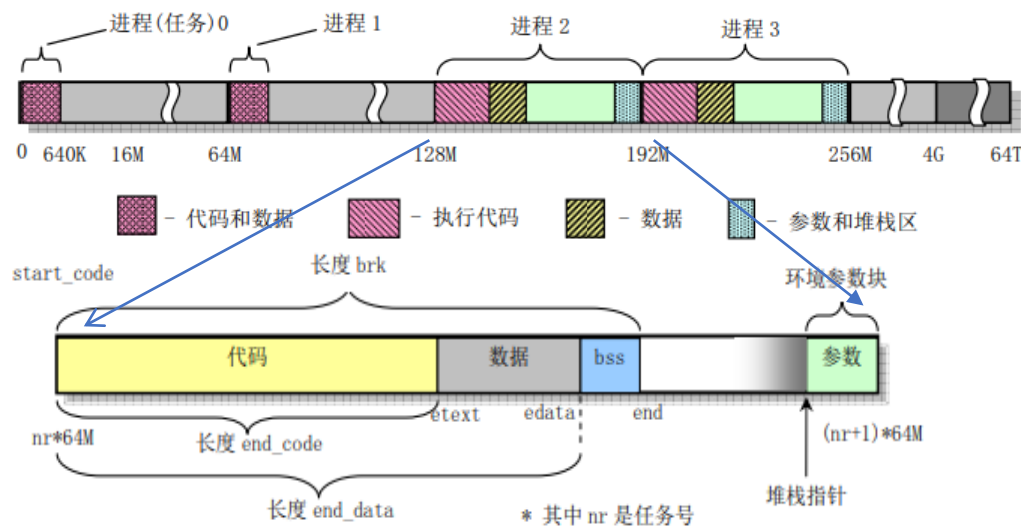 进程(任务)0
进程 1
进程 2
进程 3
0
640K
16M
64M
128M
192M
256M
4G
64T
- 代码和数据
- 执行代码
- 数据
- 参数和堆栈区
start_code
长度 brk
环境参数块
代码
数据
bss
参数
etext
edata
end
nr*64M
长度 end_code
(nr+1)*64M
长度 end_data
堆栈指针
* 其中 nr 是任务号